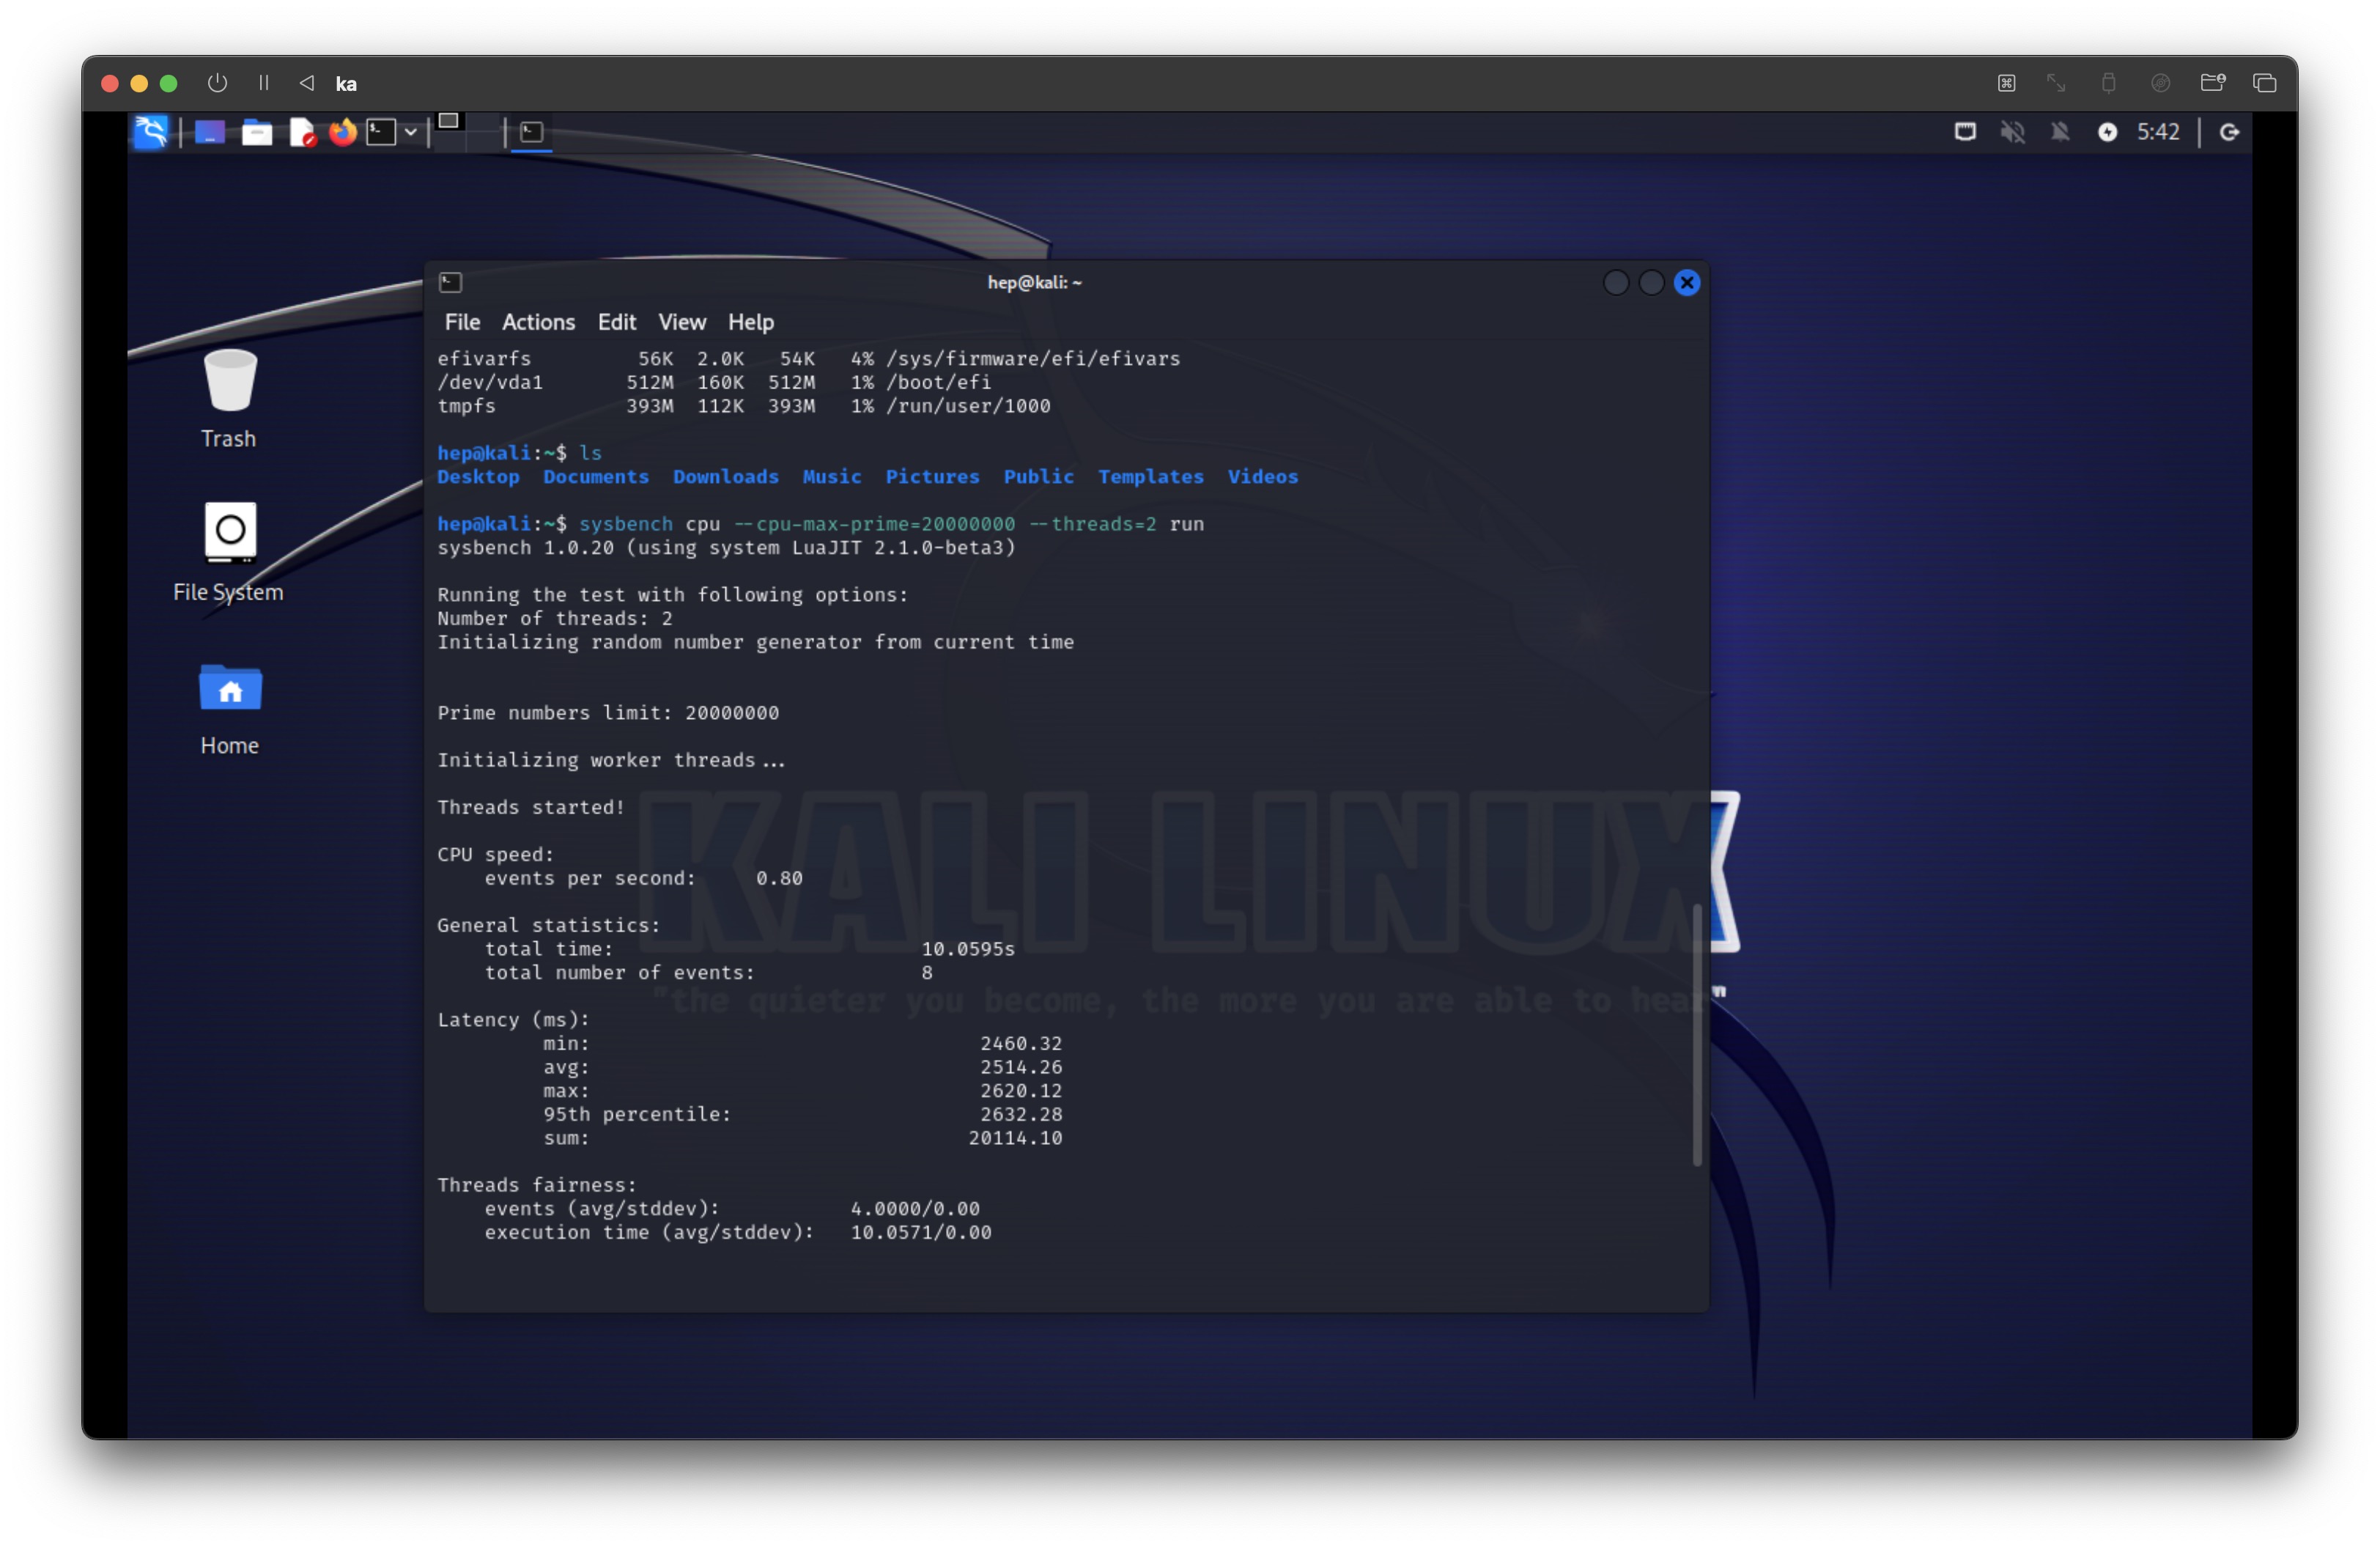 ka
5:42
hep@kali: ~
File Actions Edit View Help
efivarfs 56K 2.0K 54K 4% /sys/firmware/efi/efivars
/dev/vda1 512M 160K 512M 1% /boot/efi
tmpfs 393M 112K 393M 1% /run/user/1000
hep@kali:~$ ls
Desktop Documents Downloads Music Pictures Public Templates Videos
hep@kali:~$ sysbench cpu --cpu-max-prime=20000000 --threads=2 run
sysbench 1.0.20 (using system LuaJIT 2.1.0-beta3)
Running the test with following options:
Number of threads: 2
Initializing random number generator from current time
Prime numbers limit: 20000000
Initializing worker threads...
Threads started!
CPU speed:
events per second: 0.80
General statistics:
total time: 10.0595s
total number of events: 8
Latency (ms):
min: 2460.32
avg: 2514.26
max: 2620.12
95th percentile: 2632.28
sum: 20114.10
Threads fairness:
events (avg/stddev): 4.0000/0.00
execution time (avg/stddev): 10.0571/0.00
Trash
File System
Home
KALI LINUX
"the quieter you become, the more you are able to hear